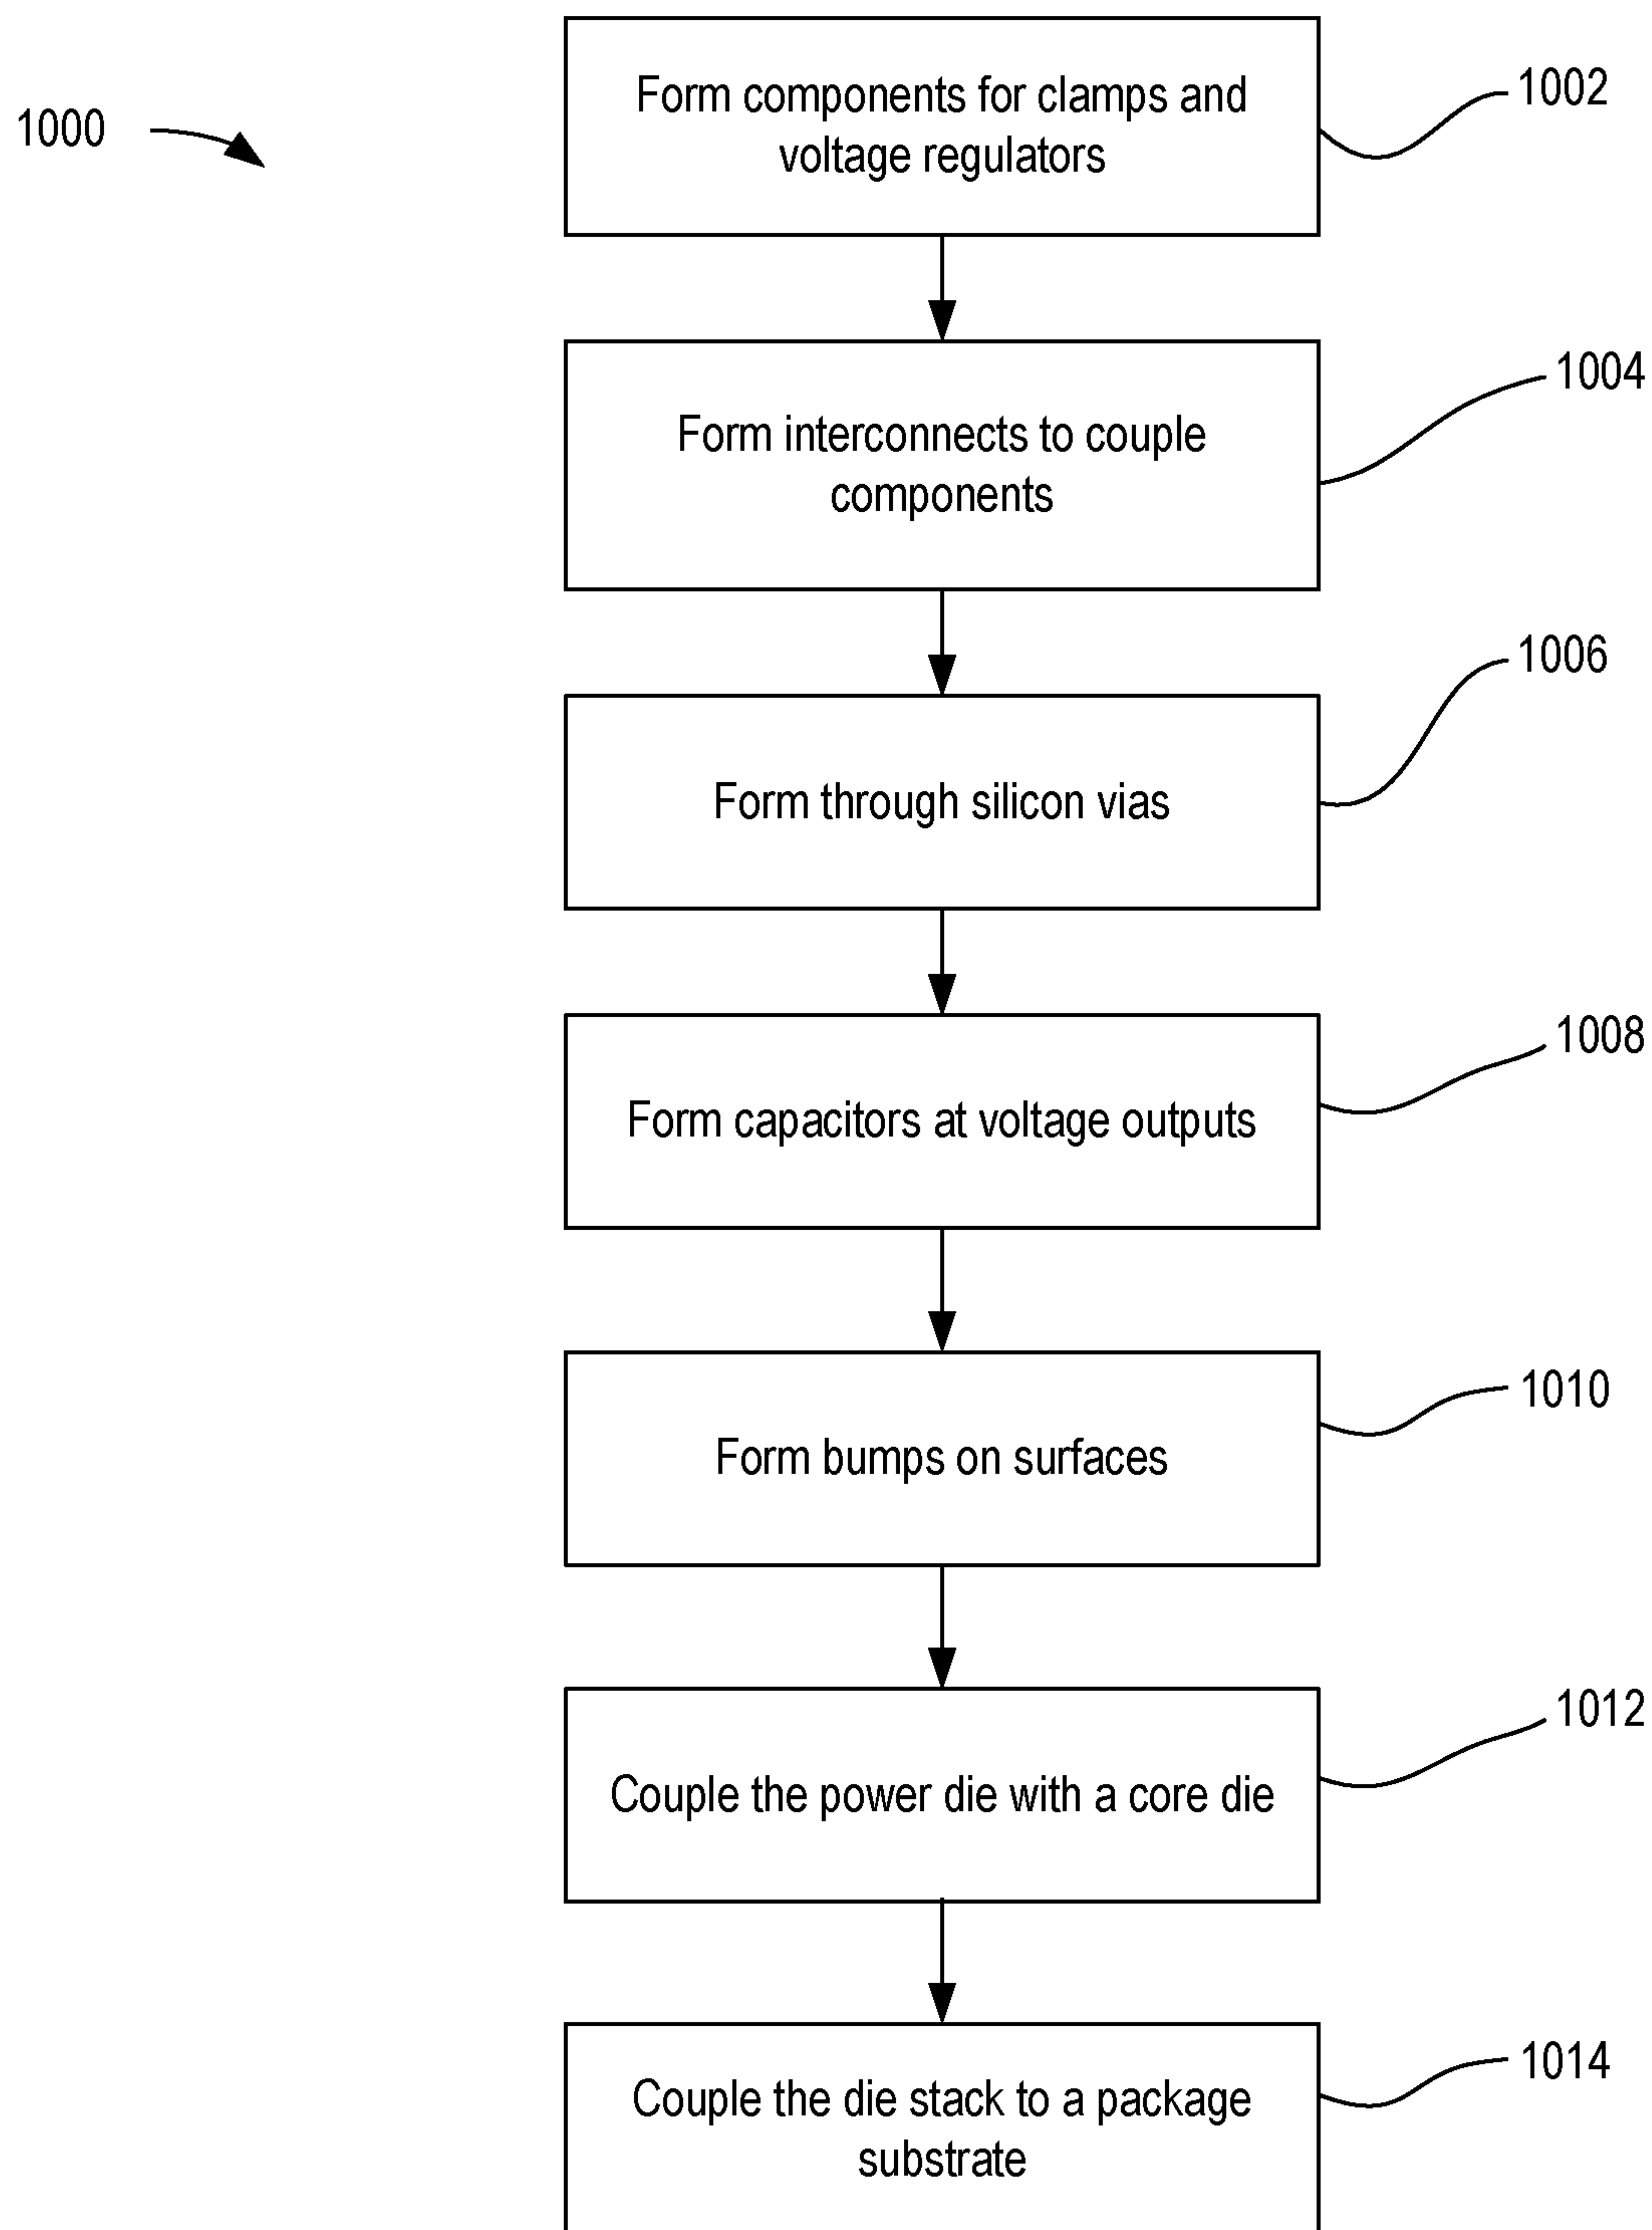 1000
Form components for clamps and
voltage regulators
1002
Form interconnects to couple
components
1004
Form through silicon vias
1006
Form capacitors at voltage outputs
1008
Form bumps on surfaces
1010
Couple the power die with a core die
1012
Couple the die stack to a package
substrate
1014